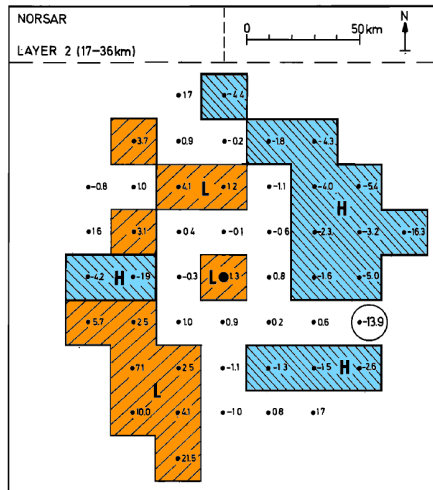 NORSAR
LAYER 2 (17-36km)
0 50km
N
1.7 -4.4
3.7 0.9 -0.2 -1.8 -4.3
-0.8 1.0 4.1 L 1.2 -1.1 -4.0 -5.4
H
1.6 3.1 0.4 -0.1 -0.6 -2.3 -3.2 -16.3
-4.2 H -1.9 -0.3 L 1.3 0.8 -1.6 -5.0
5.7 2.5 1.0 0.9 0.2 0.6 -13.9
7.1 2.5 -1.1 -1.3 -1.5 H -2.6
L
10.0 4.1 -1.0 0.8 1.7
21.5